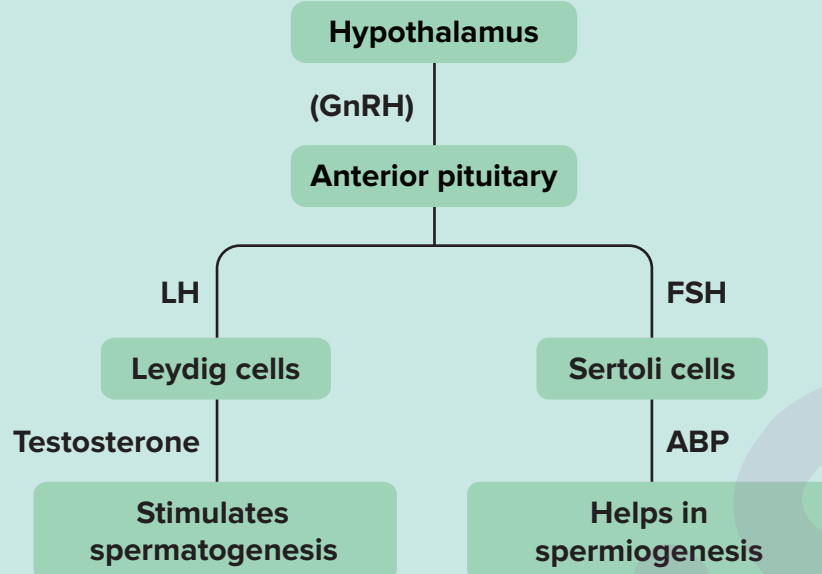 Hypothalamus
(GnRH)
Anterior pituitary
LH
FSH
Leydig cells
Sertoli cells
Testosterone
ABP
Stimulates
spermatogenesis
Helps in
spermiogenesis